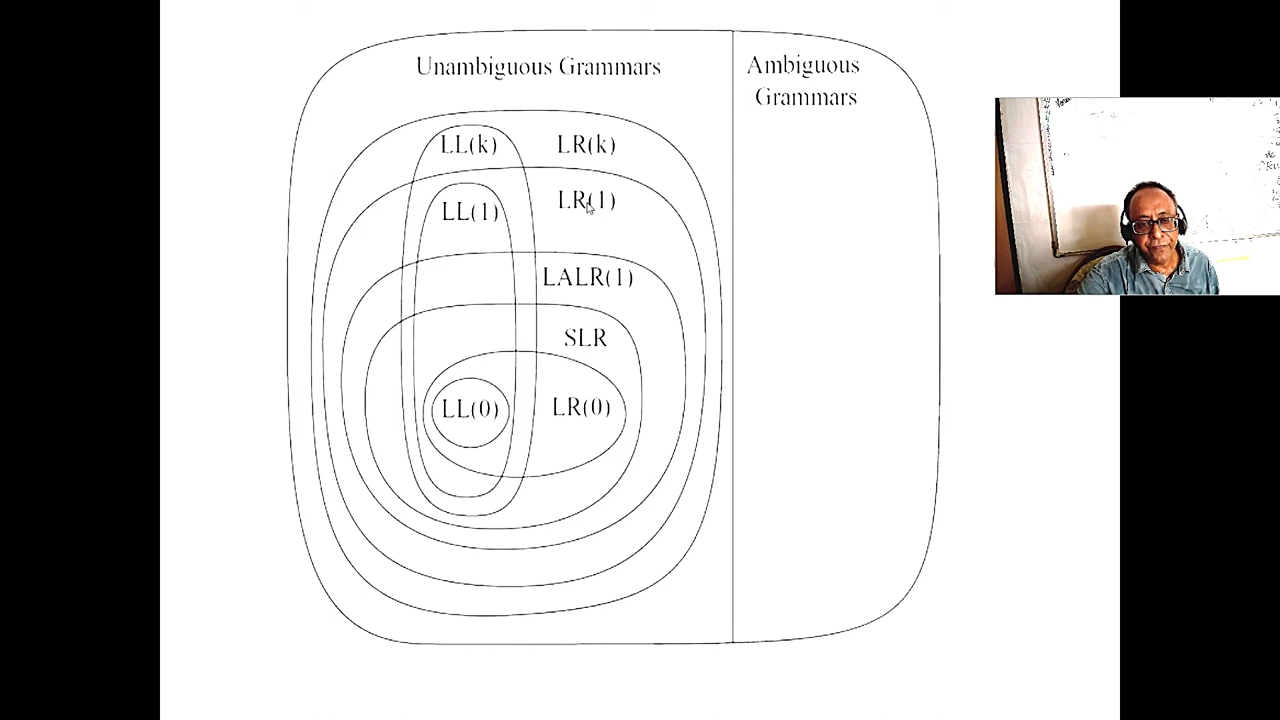 Unambiguous Grammars
Ambiguous
Grammars
LL(k)
LR(k)
LL(1)
LR(1)
LALR(1)
SLR
LL(0)
LR(0)